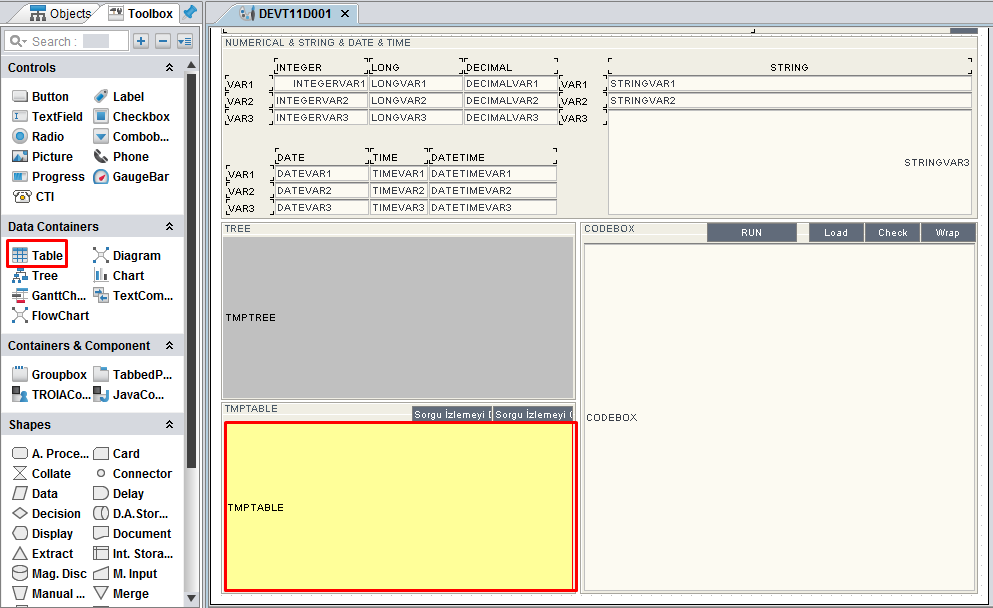 Objects
Toolbox
DEVT11D001
Search :
Controls
Button
Label
TextField
Checkbox
Radio
Combob...
Picture
Phone
Progress
GaugeBar
CTI
Data Containers
Table
Diagram
Tree
Chart
GanttCh...
TextCom...
FlowChart
Containers & Component
Groupbox
TabbedP...
TROIACo...
JavaCo...
Shapes
A. Proce...
Card
Collate
Connector
Data
Delay
Decision
D.A.Stor...
Display
Document
Extract
Int. Stora...
Mag. Disc
M. Input
Manual ...
Merge
NUMERICAL & STRING & DATE & TIME
INTEGER
LONG
DECIMAL
STRING
VAR1
INTEGERVAR1
LONGVAR1
DECIMALVAR1
VAR1
STRINGVAR1
VAR2
INTEGERVAR2
LONGVAR2
DECIMALVAR2
VAR2
STRINGVAR2
VAR3
INTEGERVAR3
LONGVAR3
DECIMALVAR3
VAR3
STRINGVAR3
DATE
TIME
DATETIME
VAR1
DATEVAR1
TIMEVAR1
DATETIMEVAR1
VAR2
DATEVAR2
TIMEVAR2
DATETIMEVAR2
VAR3
DATEVAR3
TIMEVAR3
DATETIMEVAR3
TREE
TMPTREE
TMPTABLE
Sorgu İzlemeyi
Sorgu İzlemeyi
TMPTABLE
CODEBOX
RUN
Load
Check
Wrap
CODEBOX